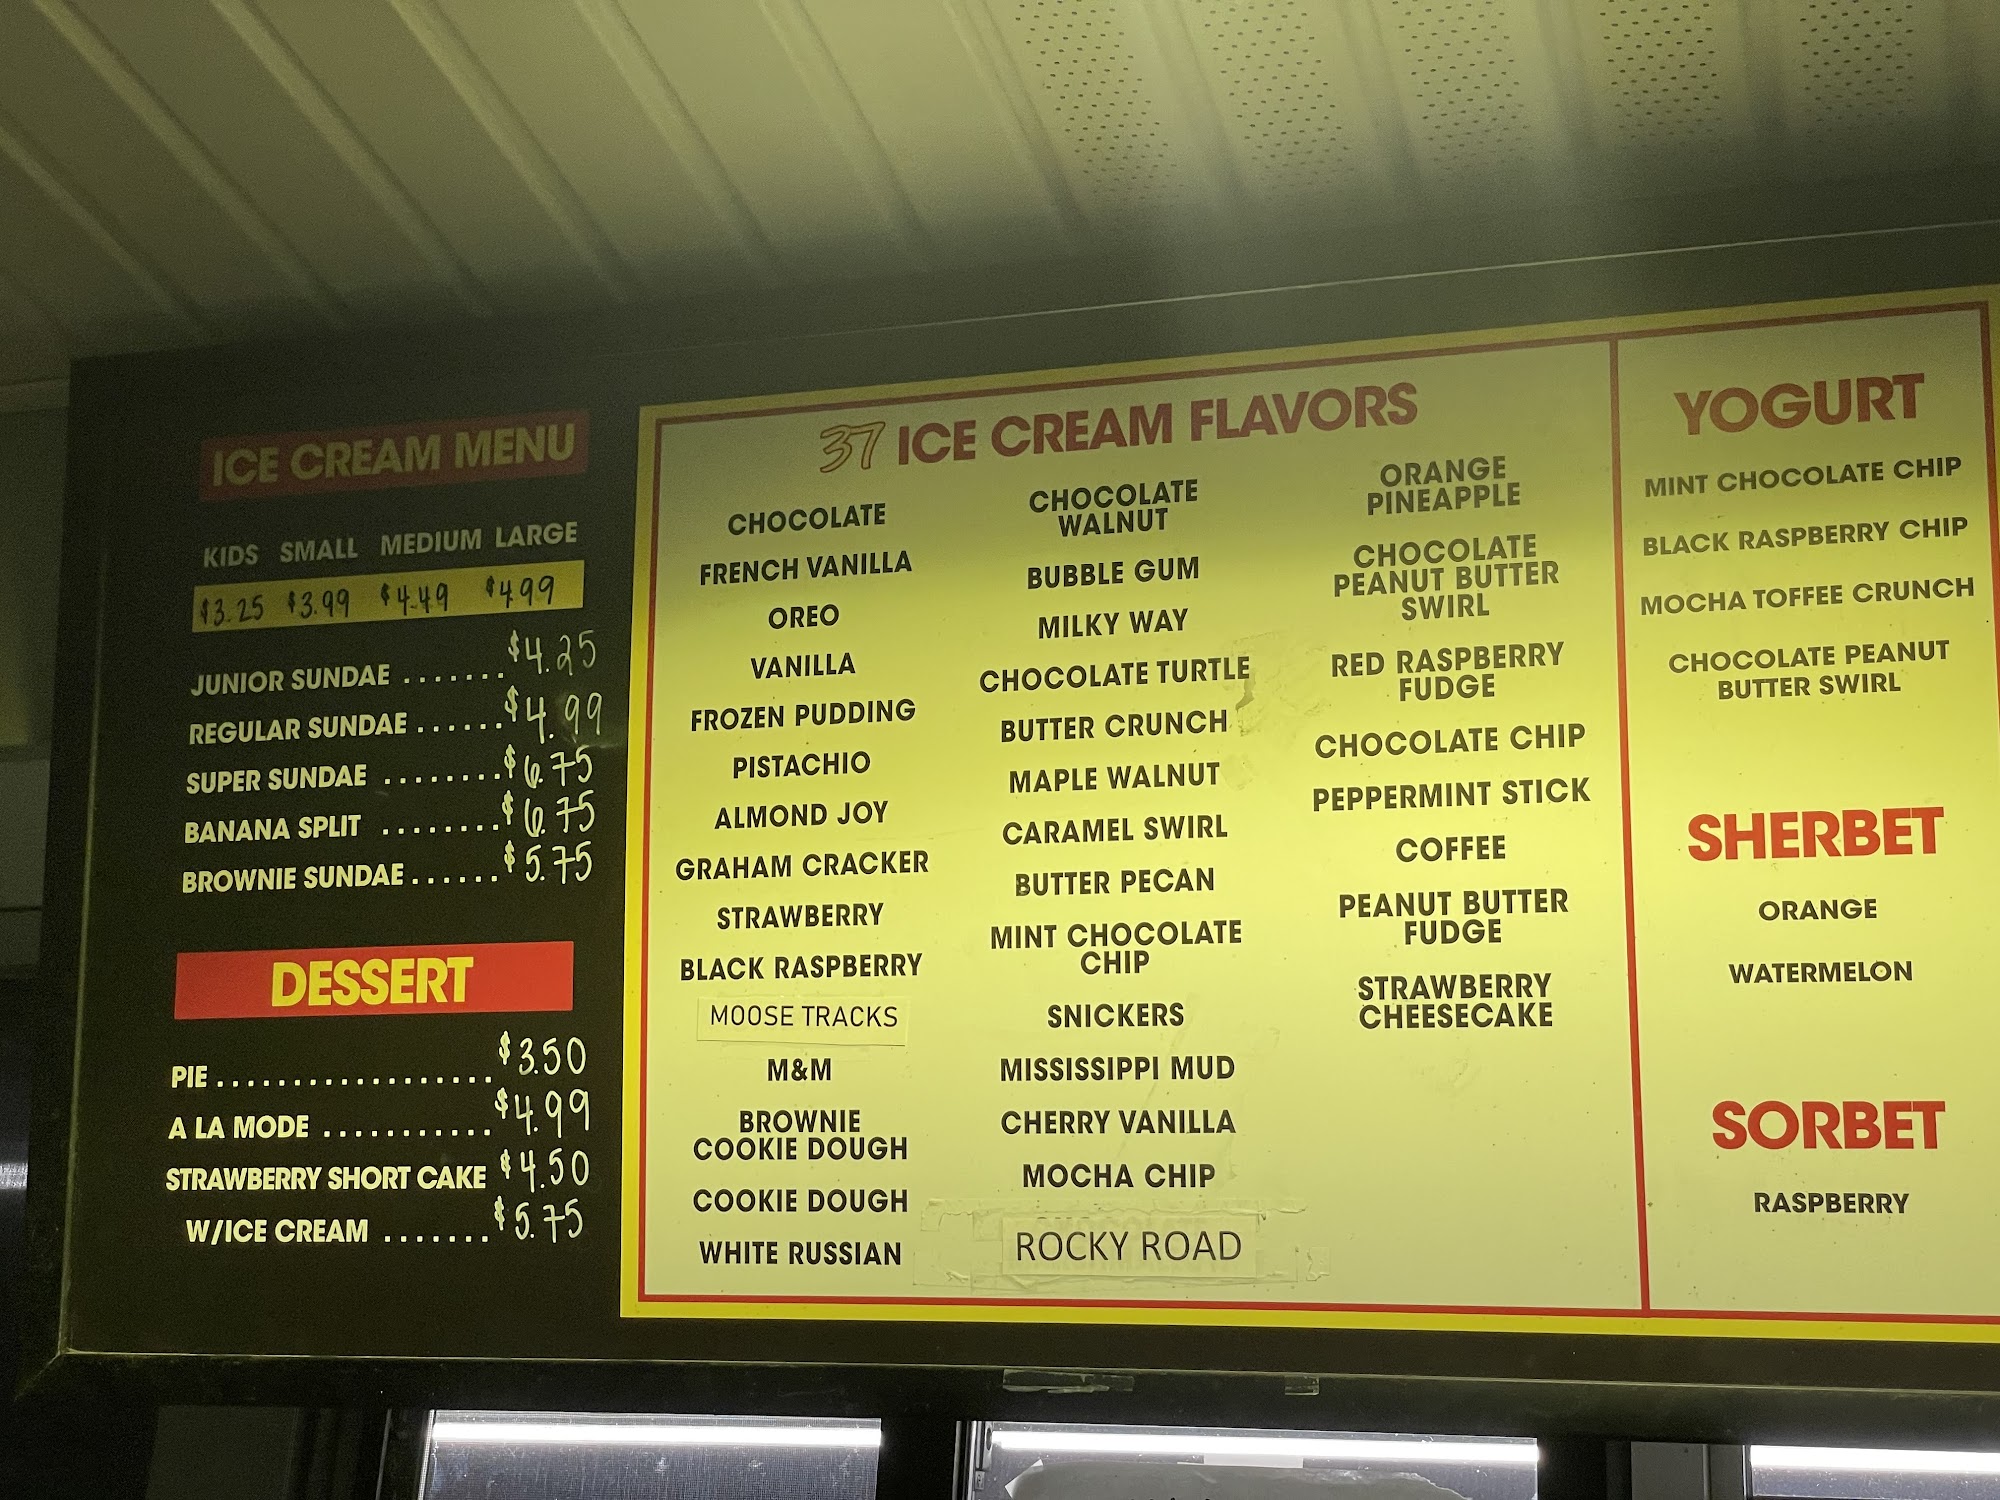 ICE CREAM MENU
KIDS SMALL MEDIUM LARGE
$3.25 $3.99 $4.49 $4.99
JUNIOR SUNDAE ....... $4.25
REGULAR SUNDAE ...... $4.99
SUPER SUNDAE ........ $6.75
BANANA SPLIT ........ $6.75
BROWNIE SUNDAE ...... $5.75
DESSERT
PIE .................. $3.50
A LA MODE ........... $4.99
STRAWBERRY SHORT CAKE $4.50
W/ICE CREAM ....... $5.75
37 ICE CREAM FLAVORS
CHOCOLATE
FRENCH VANILLA
OREO
VANILLA
FROZEN PUDDING
PISTACHIO
ALMOND JOY
GRAHAM CRACKER
STRAWBERRY
BLACK RASPBERRY
MOOSE TRACKS
M&M
BROWNIE
COOKIE DOUGH
COOKIE DOUGH
WHITE RUSSIAN
CHOCOLATE
WALNUT
BUBBLE GUM
MILKY WAY
CHOCOLATE TURTLE
BUTTER CRUNCH
MAPLE WALNUT
CARAMEL SWIRL
BUTTER PECAN
MINT CHOCOLATE
CHIP
SNICKERS
MISSISSIPPI MUD
CHERRY VANILLA
MOCHA CHIP
ROCKY ROAD
ORANGE
PINEAPPLE
CHOCOLATE
PEANUT BUTTER
SWIRL
RED RASPBERRY
FUDGE
CHOCOLATE CHIP
PEPPERMINT STICK
COFFEE
PEANUT BUTTER
FUDGE
STRAWBERRY
CHEESECAKE
YOGURT
MINT CHOCOLATE CHIP
BLACK RASPBERRY CHIP
MOCHA TOFFEE CRUNCH
CHOCOLATE PEANUT
BUTTER SWIRL
SHERBET
ORANGE
WATERMELON
SORBET
RASPBERRY